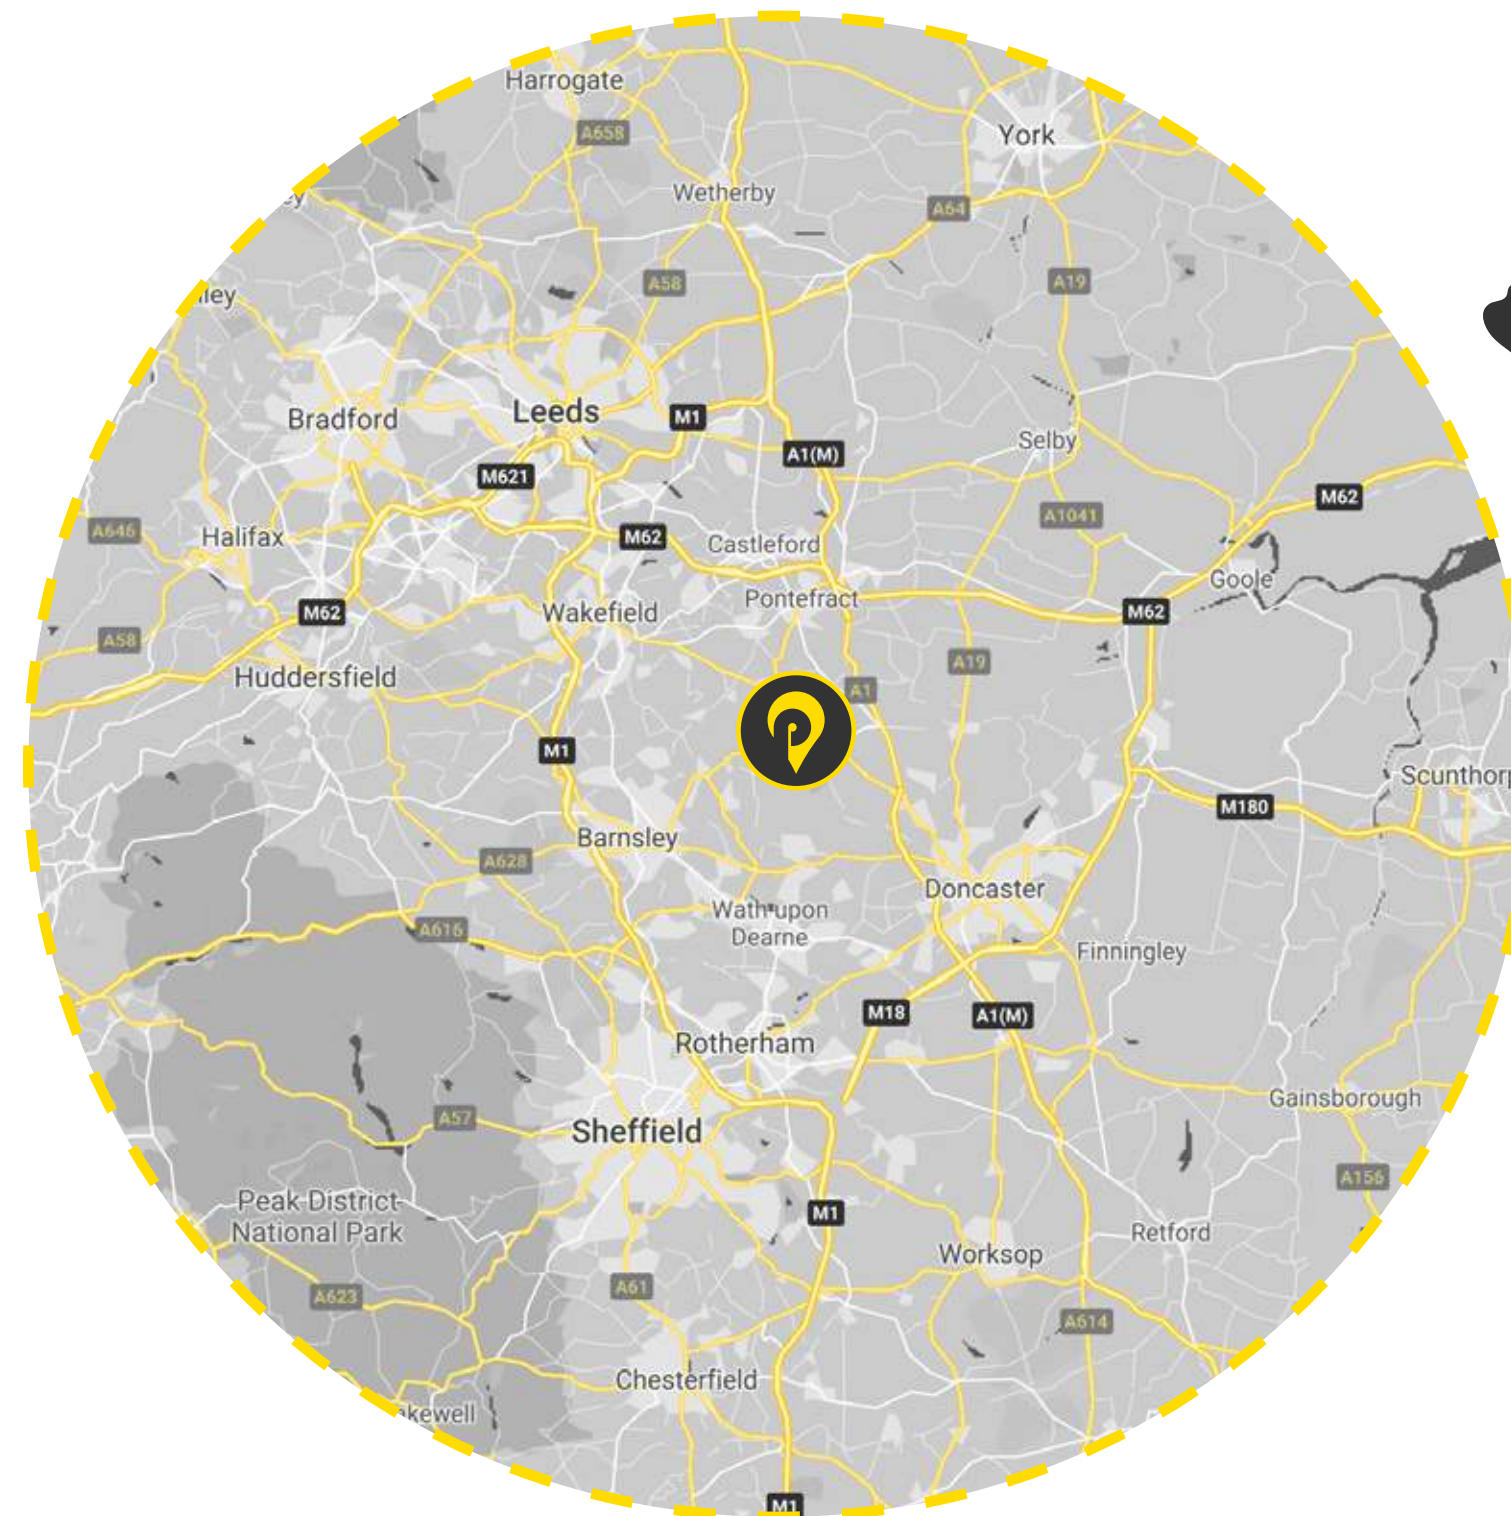 Harrogate
A658
York
Wetherby
A64
A58
A19
Bradford
Leeds
M1
A1(M)
Selby
M621
M62
A646
Halifax
M62
Castleford
A1041
Goole
Pontefract
M62
Wakefield
M62
A58
Huddersfield
A19
A1
M1
M180
Barnsley
A628
Doncaster
Wath upon
Dearne
A616
Finningley
M18
A1(M)
Rotherham
Gainsborough
A57
Sheffield
A156
Peak District
National Park
M1
Retford
Worksop
A61
A623
A614
Chesterfield
M1